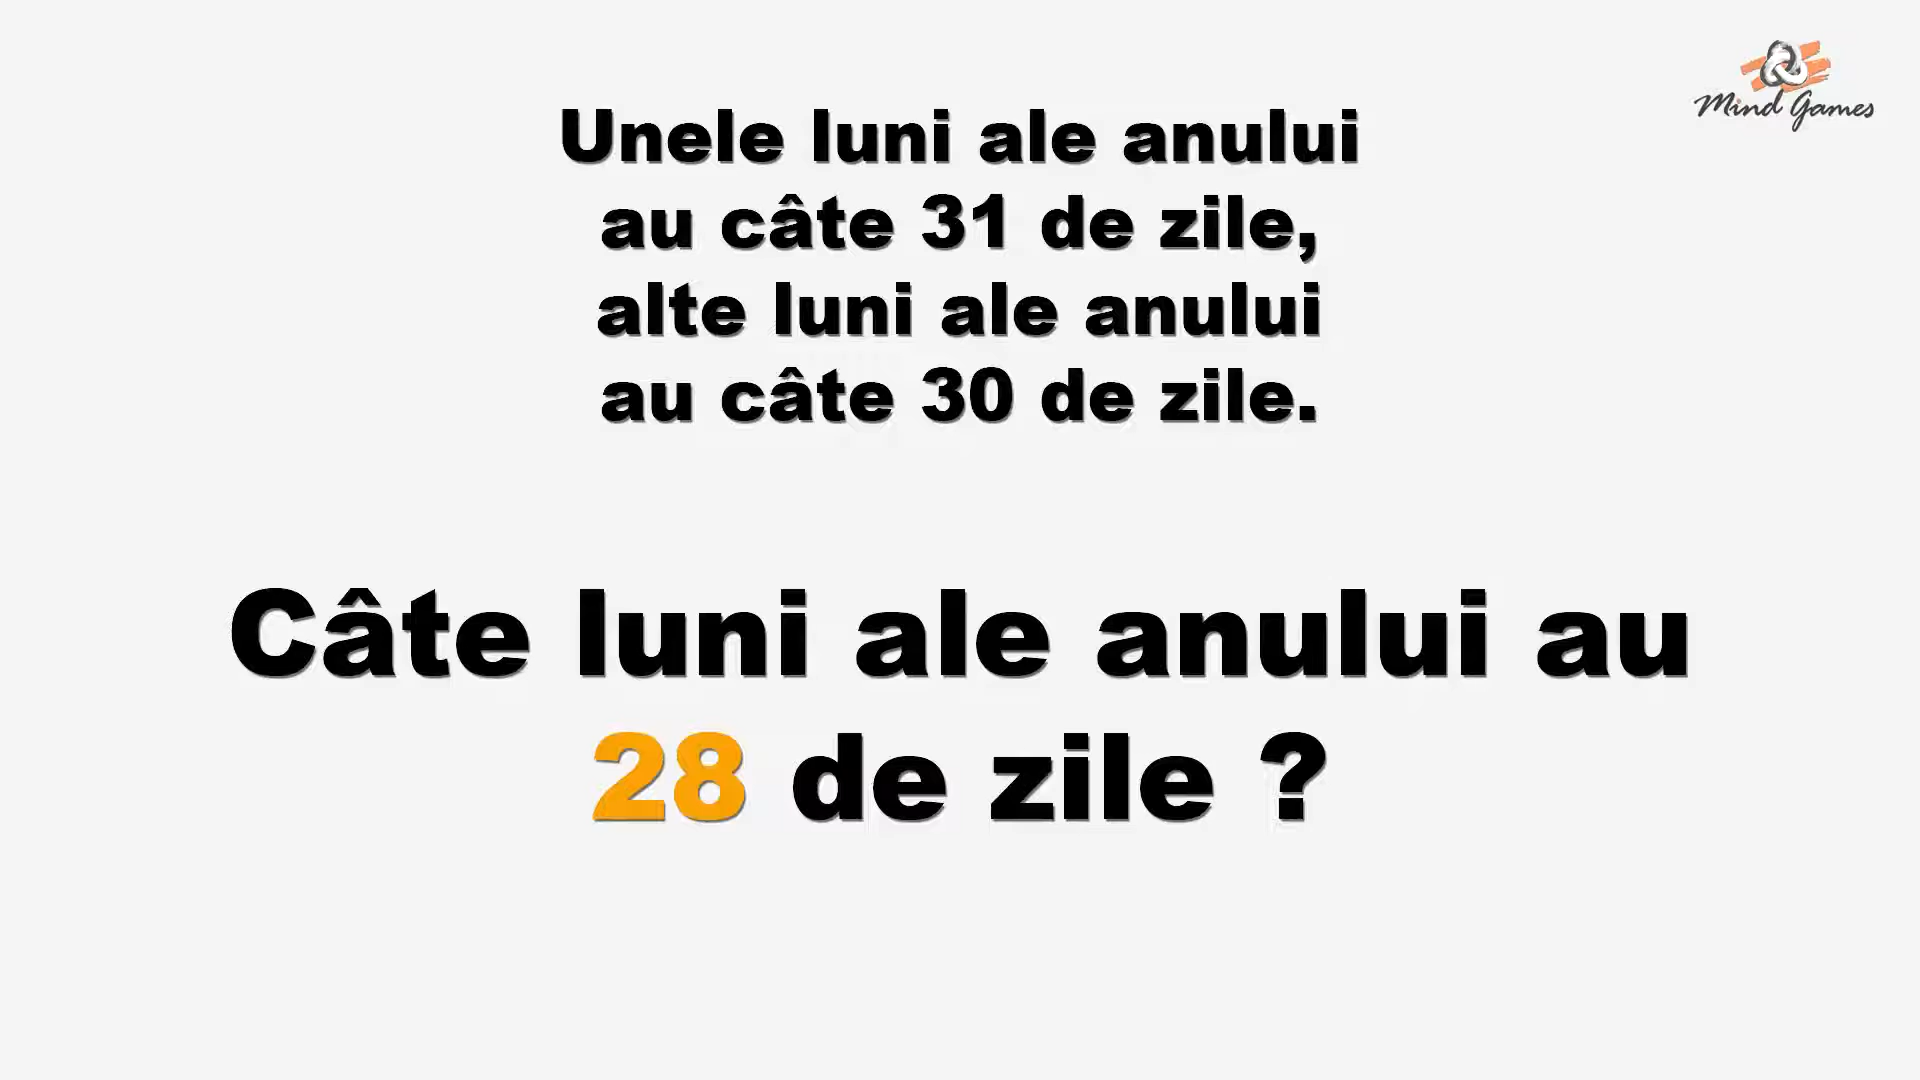 Mind Games
Unele luni ale anului
au câte 31 de zile,
alte luni ale anului
au câte 30 de zile.
Câte luni ale anului au
28 de zile ?